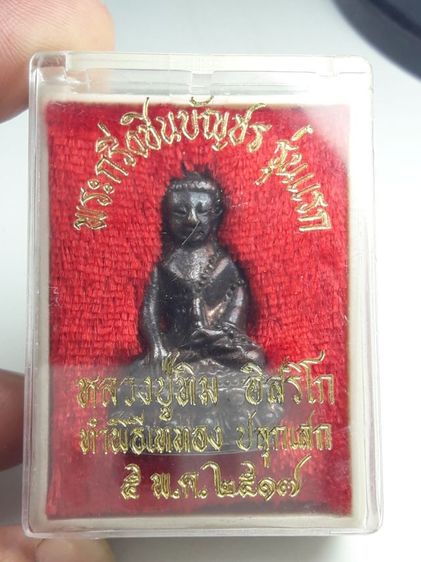 พระกริ่งชินบัญชร รุ่นแรก
หลวงปู่ทิม อิสริโก
ทำพิธีเททอง ปลุกเสก
๕ พ.ค. ๒๕๑๗